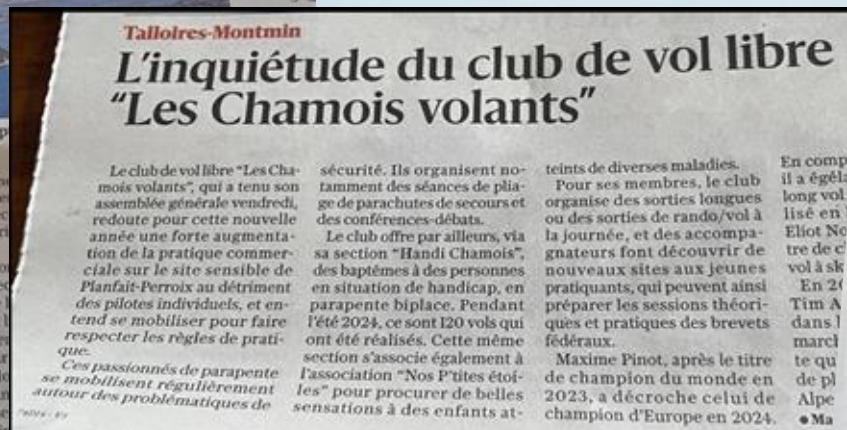 Talloires-Montmin
L'inquiétude du club de vol libre
"Les Chamois volants"
Le club de vol libre "Les Cha-
mois volants", qui a tenu son
assemblée générale vendredi,
redoute pour cette nouvelle
année une forte augmenta-
tion de la pratique commer-
ciale sur le site sensible de
Planfait-Perroix au détriment
des pilotes individuels, et en-
tend se mobiliser pour faire
respecter les règles de prati-
que.
Ces passionnés de parapente
se mobilisent régulièrement
autour des problématiques de
sécurité. Ils organisent no-
tamment des séances de plia-
ge de parachutes de secours et
des conférences-débats.
Le club offre par ailleurs, via
sa section "Handi Chamois",
des baptêmes à des personnes
en situation de handicap, en
parapente biplace. Pendant
l'été 2024, ce sont 120 vols qui
ont été réalisés. Cette même
section s'associe également à
l'association "Nos P'tites étoi-
les" pour procurer de belles
sensations à des enfants at-
teints de diverses maladies.
Pour ses membres, le club
organise des sorties longues
ou des sorties de rando/vol à
la journée, et des accompa-
gnateurs font découvrir de
nouveaux sites aux jeunes
pratiquants, qui peuvent ainsi
préparer les sessions théori-
ques et pratiques des brevets
fédéraux.
Maxime Pinot, après le titre
de champion du monde en
2023, a décroche celui de
champion d'Europe en 2024.
En comp
il a égela
long vol
lisé en
Eliot No
tre de c
vol à sk
En 20
Tim A
dans l
march
te qu
de pl
Alpe
● Ma